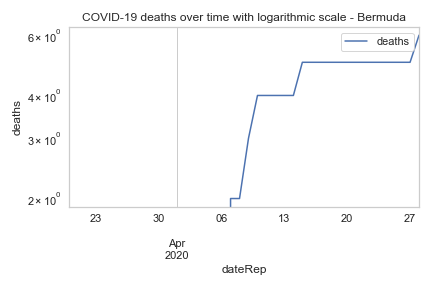 COVID-19 deaths over time with logarithmic scale - Bermuda
deaths
6 × 10⁰
4 × 10⁰
3 × 10⁰
2 × 10⁰
deaths
23 30 06 13 20 27
Apr
2020
dateRep